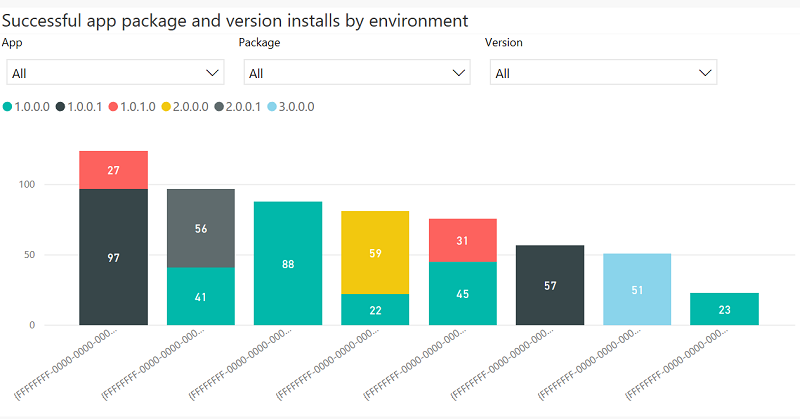 Successful app package and version installs by environment
App Package Version
All All All
1.0.0.0 1.0.0.1 1.0.1.0 2.0.0.0 2.0.0.1 3.0.0.0
100
50
0
27
97
56
41
88
59
22
31
45
57
51
23
{FFFFFFFF-0000-0000-000...
{FFFFFFFF-0000-0000-000...
{FFFFFFFF-0000-0000-000...
{FFFFFFFF-0000-0000-000...
{FFFFFFFF-0000-0000-000...
{FFFFFFFF-0000-0000-000...
{FFFFFFFF-0000-0000-000...
{FFFFFFFF-0000-0000-000...